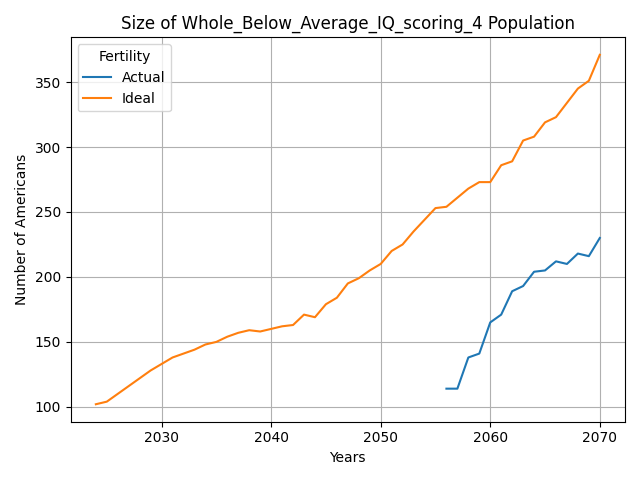 Size of Whole_Below_Average_IQ_scoring_4 Population
Fertility
Actual
Ideal
Number of Americans
350
300
250
200
150
100
2030 2040 2050 2060 2070
Years